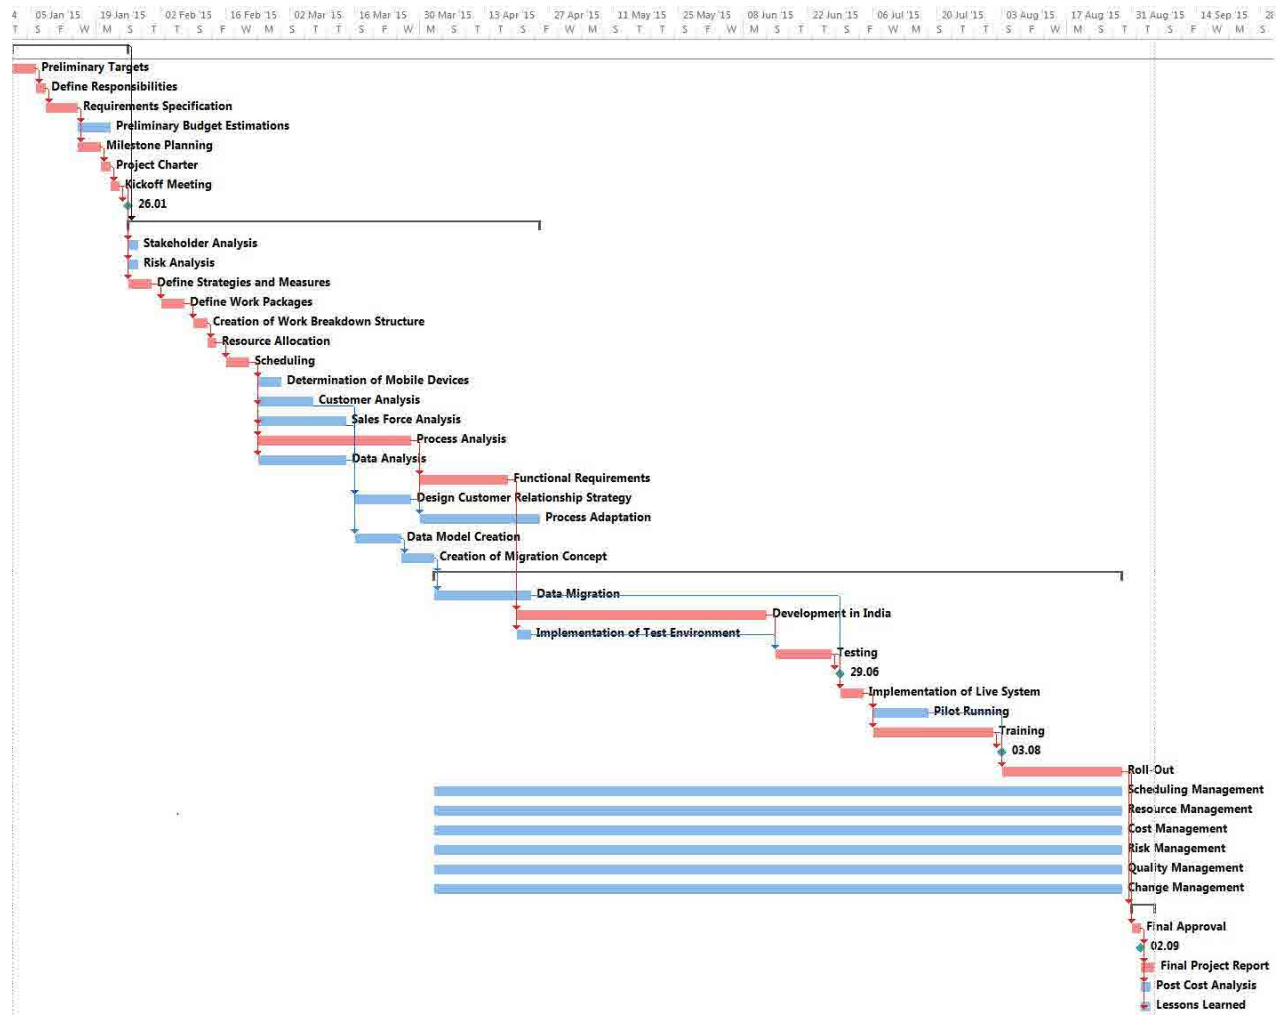 4 05 Jan '15 19 Jan '15 02 Feb '15 16 Feb '15 02 Mar '15 16 Mar '15 30 Mar '15 13 Apr '15 27 Apr '15 11 May '15 25 May '15 08 Jun '15 22 Jun '15 06 Jul '15 20 Jul '15 03 Aug '15 17 Aug '15 31 Aug '15 14 Sep '15 28
T S F W M S T T S F W M S T T S F W M S T T S F W M S T T S F W M S T T S F W M S
Preliminary Targets
Define Responsibilities
Requirements Specification
Preliminary Budget Estimations
Milestone Planning
Project Charter
Kickoff Meeting
26.01
Stakeholder Analysis
Risk Analysis
Define Strategies and Measures
Define Work Packages
Creation of Work Breakdown Structure
Resource Allocation
Scheduling
Determination of Mobile Devices
Customer Analysis
Sales Force Analysis
Process Analysis
Data Analysis
Functional Requirements
Design Customer Relationship Strategy
Process Adaptation
Data Model Creation
Creation of Migration Concept
Data Migration
Development in India
Implementation of Test Environment
Testing
29.06
Implementation of Live System
Pilot Running
Training
03.08
Roll-Out
Scheduling Management
Resource Management
Cost Management
Risk Management
Quality Management
Change Management
Final Approval
02.09
Final Project Report
Post Cost Analysis
Lessons Learned